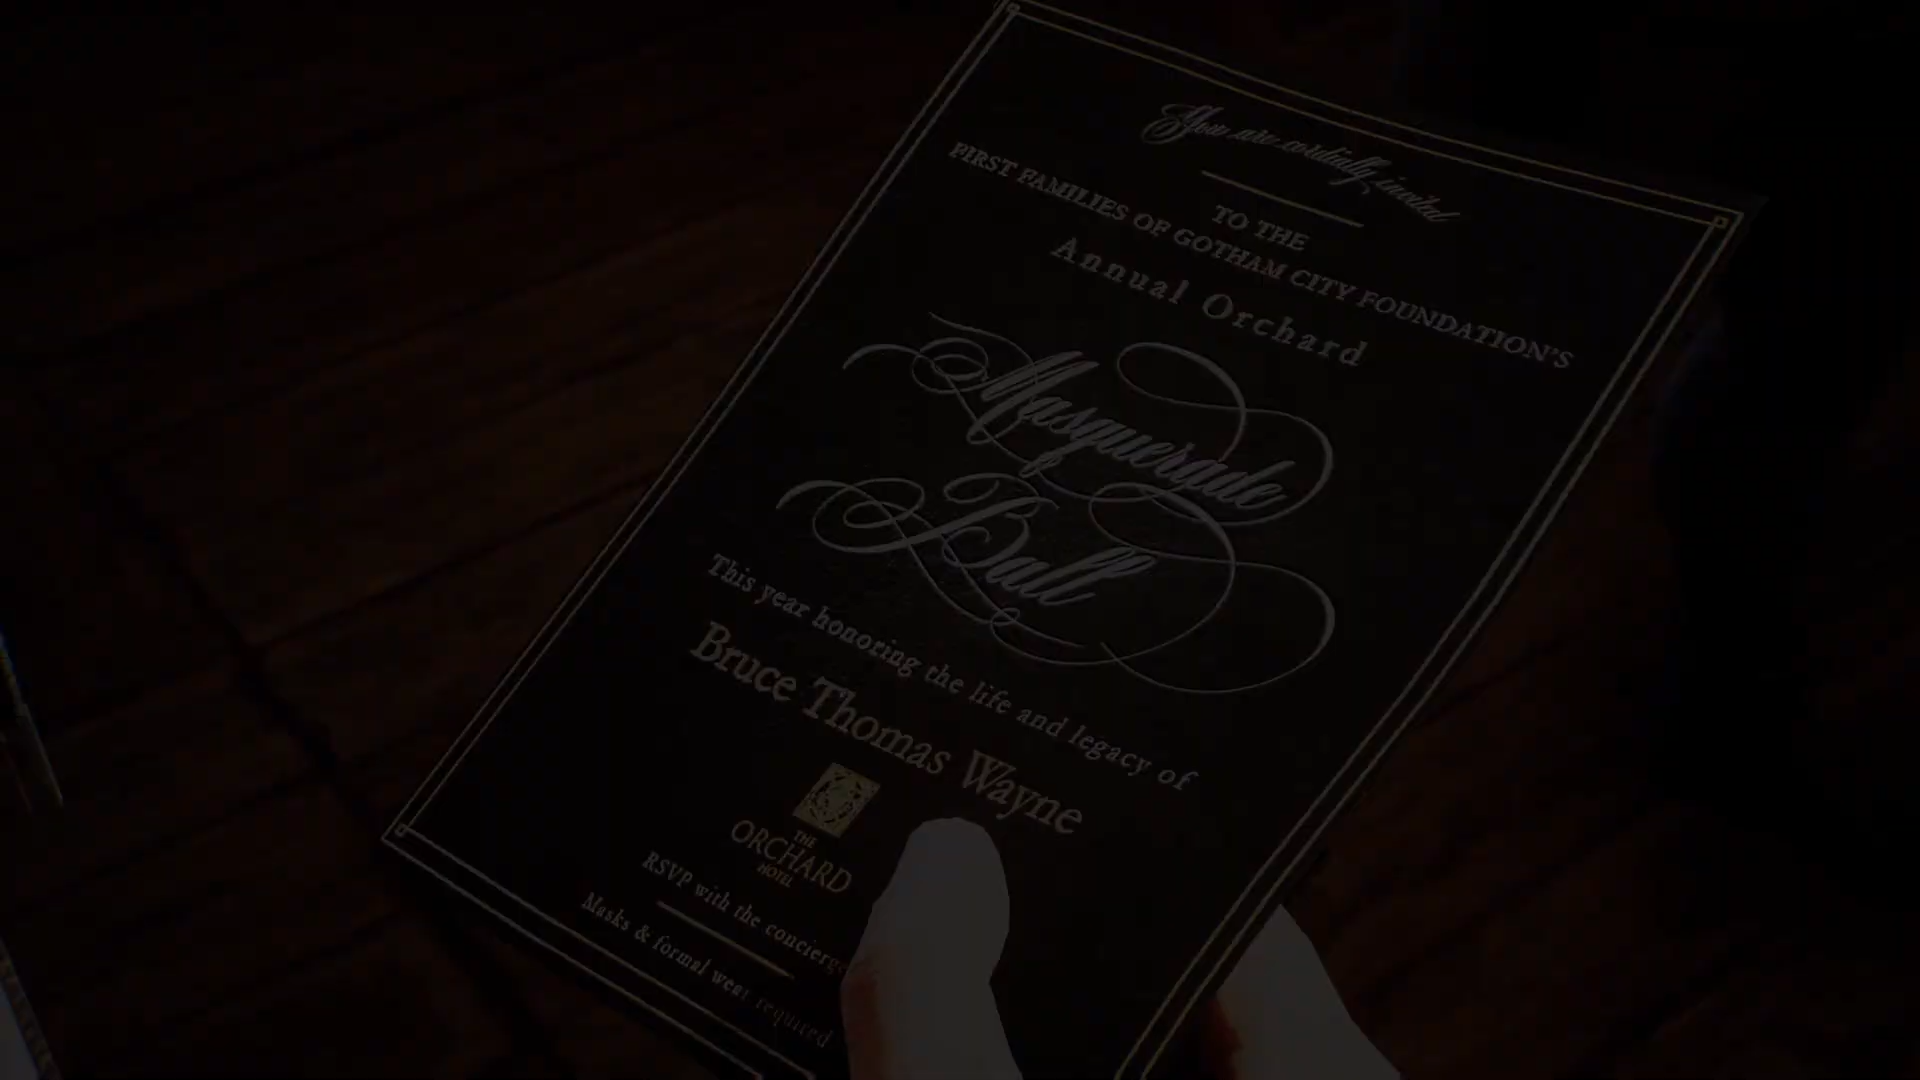 You are cordially invited
TO THE
FIRST FAMILIES OF GOTHAM CITY FOUNDATION'S
Annual Orchard
Masquerade
Ball
This year honoring the life and legacy of
Bruce Thomas Wayne
THE
ORCHARD
HOTEL
RSVP with the concierge
Masks & formal wear required